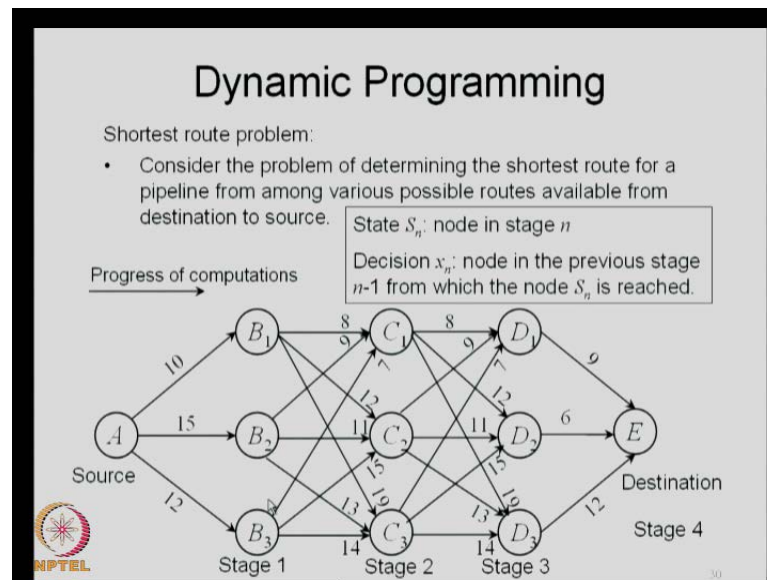 Dynamic Programming
Shortest route problem:
• Consider the problem of determining the shortest route for a
pipeline from among various possible routes available from
destination to source.
State Sn: node in stage n
Decision xn: node in the previous stage
n-1 from which the node Sn is reached.
Progress of computations
B1 8 C1 8 D1
10 9 7 9 7 9
12 12
A 15 B2 11 C2 11 D2 6 E
Source
Destination
12 15 19 15 19 12
13 13
B3 14 C3 14 D3
Stage 4
Stage 1 Stage 2 Stage 3
NPTEL
30